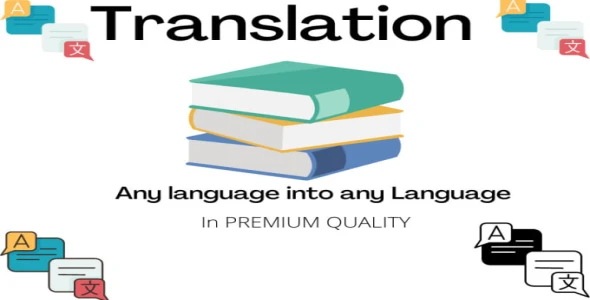 A
A
Translation
文
文
Any language into any Language
In PREMIUM QUALITY
A
A
文
文